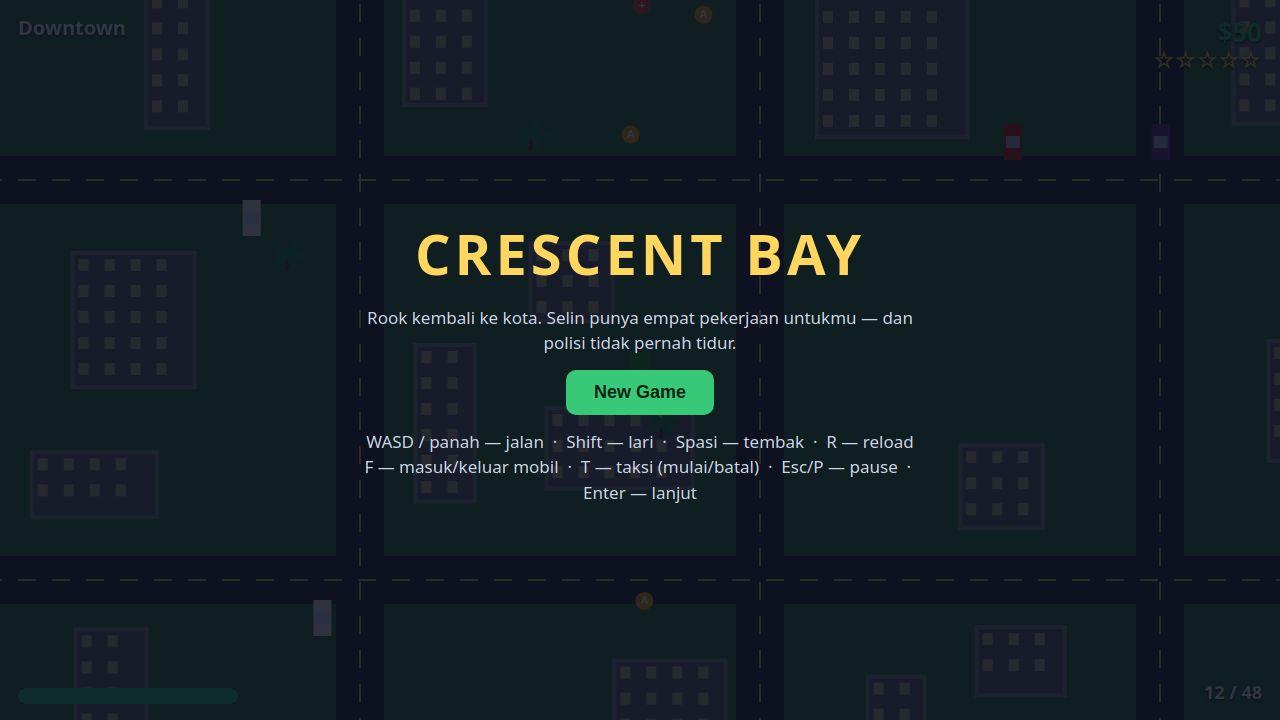 Downtown
$50
☆☆☆☆☆
+
A
A
CRESCENT BAY
Rook kembali ke kota. Selin punya empat pekerjaan untukmu — dan
polisi tidak pernah tidur.
New Game
WASD / panah — jalan · Shift — lari · Spasi — tembak · R — reload
F — masuk/keluar mobil · T — taksi (mulai/batal) · Esc/P — pause ·
Enter — lanjut
A
12 / 48